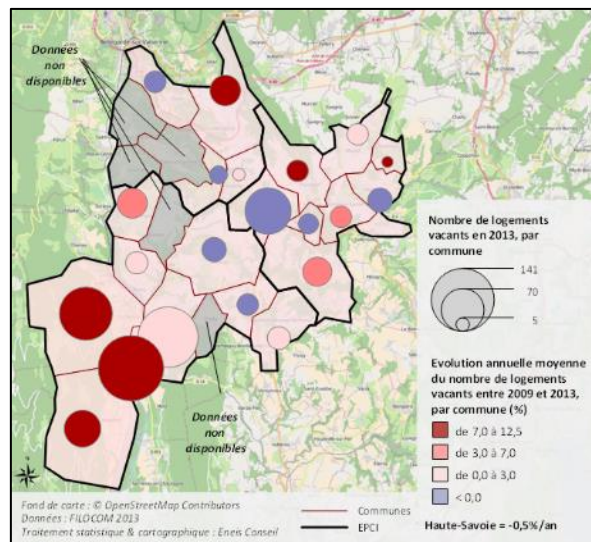 Données
non
disponibles
Nombre de logements
vacants en 2013, par
commune
141
70
5
Données
non
disponibles
Evolution annuelle moyenne
du nombre de logements
vacants entre 2009 et 2013,
par commune (%)
de 7,0 à 12,5
de 3,0 à 7,0
de 0,0 à 3,0
< 0,0
Fond de carte : © OpenStreetMap Contributors
Données : FILOCOM 2013
Traitement statistique & cartographique : Eneis Conseil
Communes
EPCI
Haute-Savoie = -0,5%/an